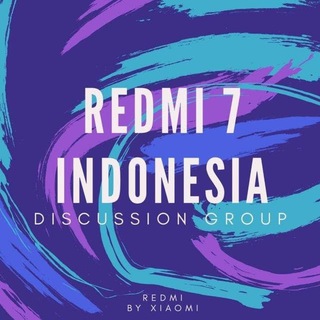 REDMI 7
INDONESIA
DISCUSSION GROUP
REDMI
BY XIAOMI